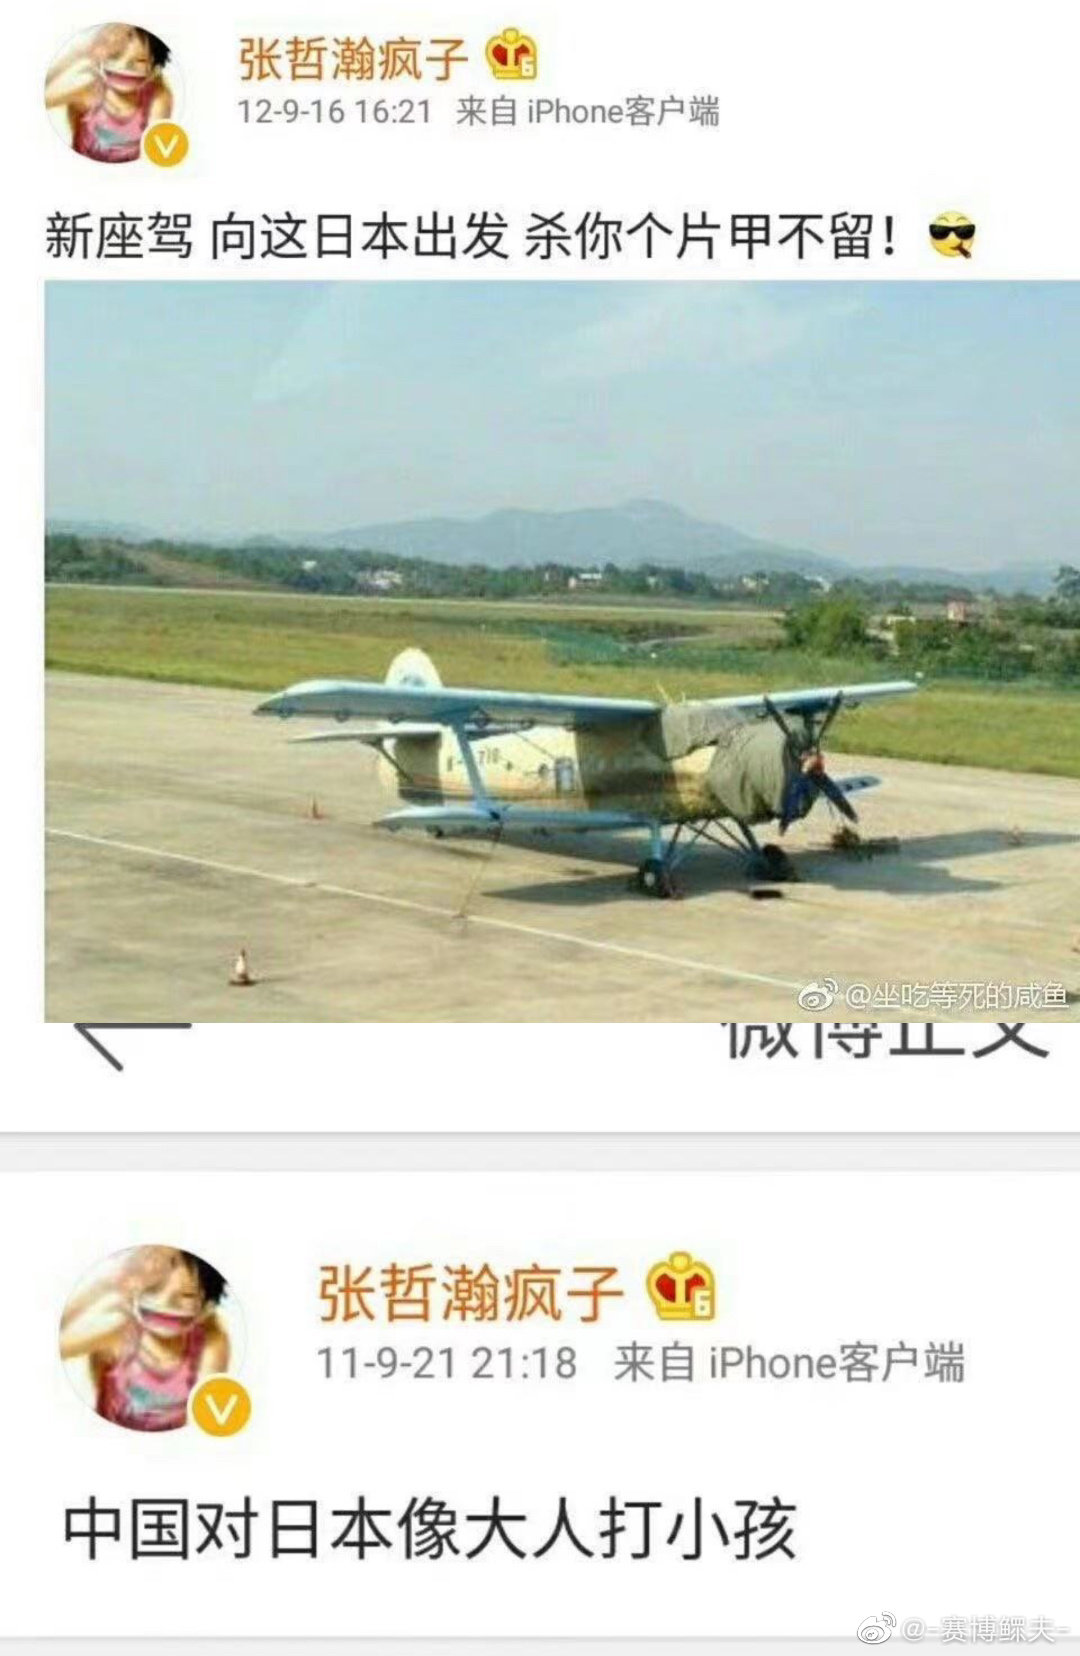 张哲瀚疯子
12-9-16 16:21 来自 iPhone客户端
新座驾 向这日本出发 杀你个片甲不留！
710
@坐吃等死的咸鱼
微博正文
张哲瀚疯子
11-9-21 21:18 来自 iPhone客户端
中国对日本像大人打小孩
@=赛博鳏夫=